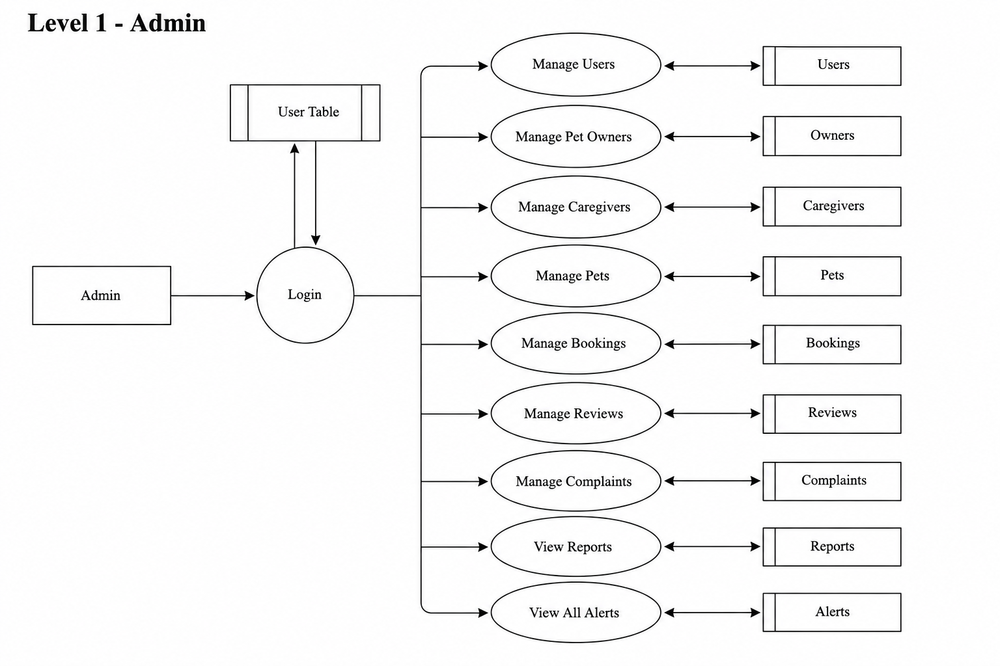 Level 1 - Admin
User Table
Admin
Login
Manage Users
Users
Manage Pet Owners
Owners
Manage Caregivers
Caregivers
Manage Pets
Pets
Manage Bookings
Bookings
Manage Reviews
Reviews
Manage Complaints
Complaints
View Reports
Reports
View All Alerts
Alerts